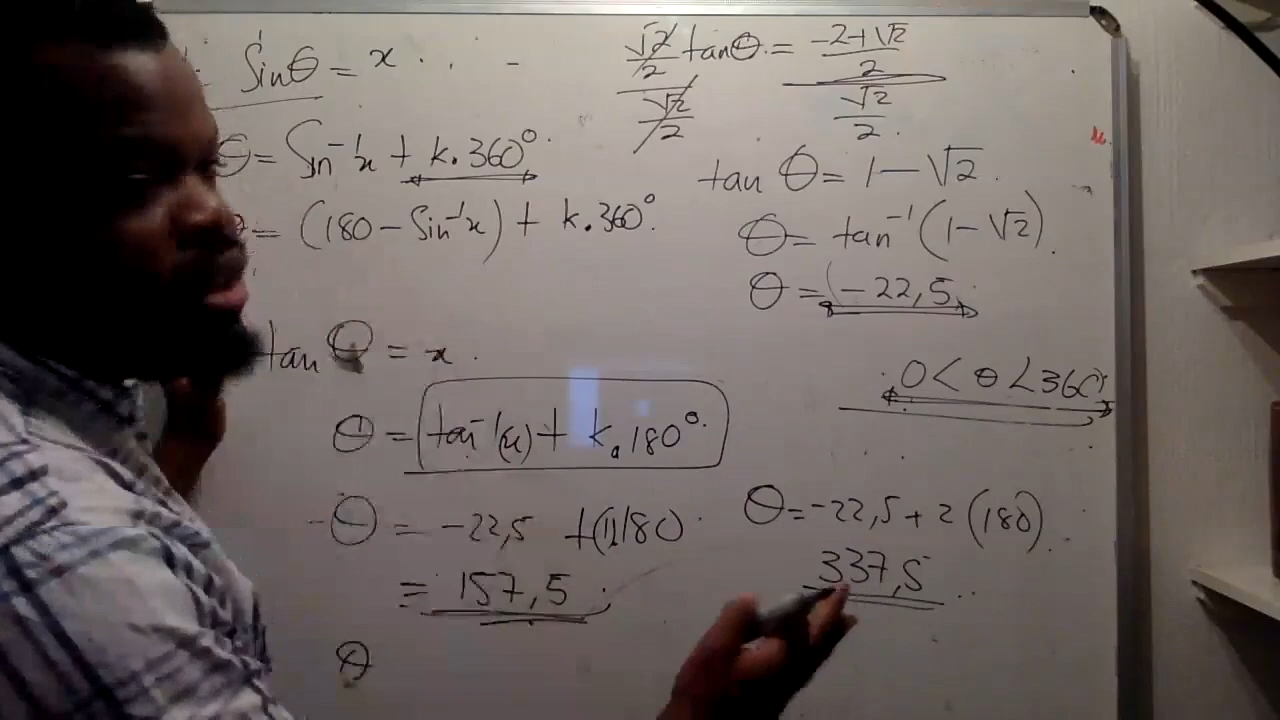 Sinθ = x . . -
θ = Sin⁻¹x + k.360°.
= (180 - Sin⁻¹x) + k.360°.
tan θ = x.
θ = tan⁻¹(x) + k.180°.
θ = -22,5 +(1)180.
= 157,5.
θ
√2/2 tanθ = -2+√2/2
√2/2 √2/2.
tan θ = 1 - √2.
θ = tan⁻¹(1 - √2).
θ = (-22,5.
0 < θ < 360°
θ = -22,5 + 2(180).
337,5..